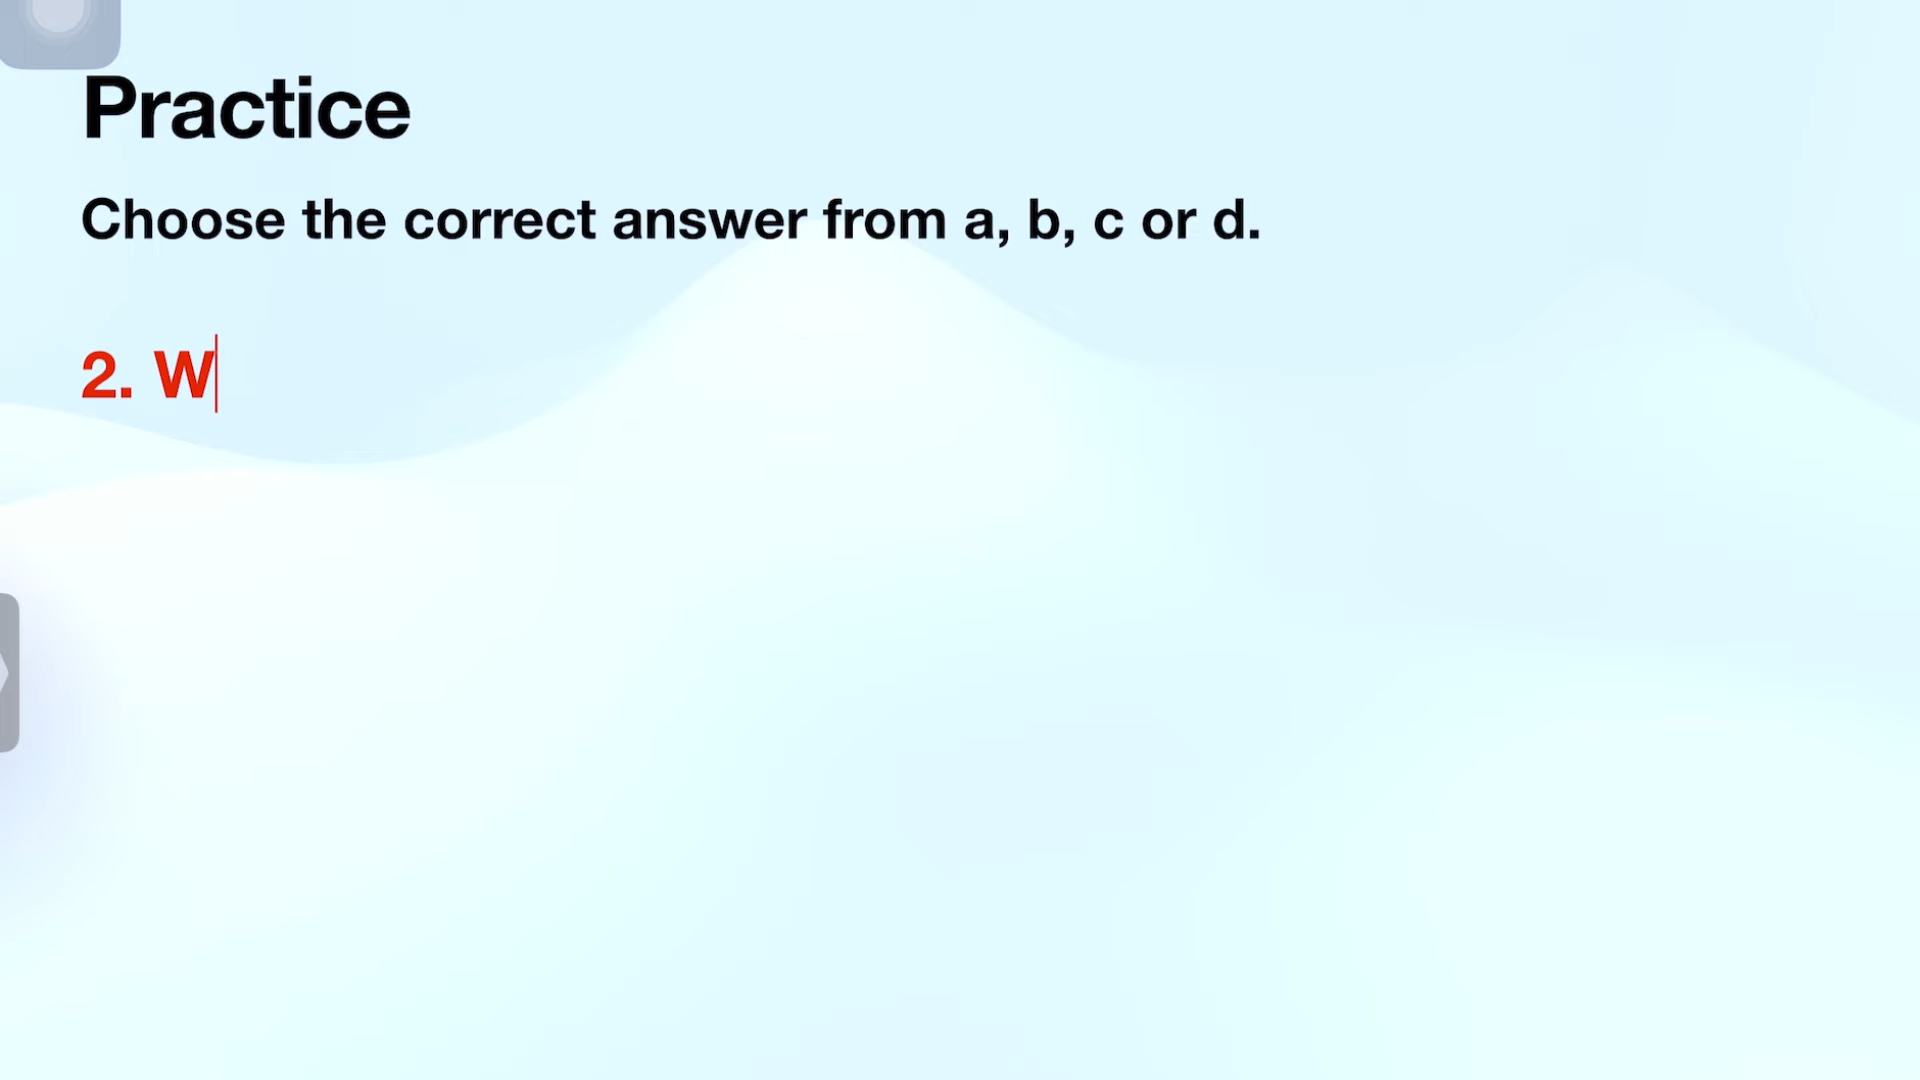 Practice
Choose the correct answer from a, b, c or d.
2. W